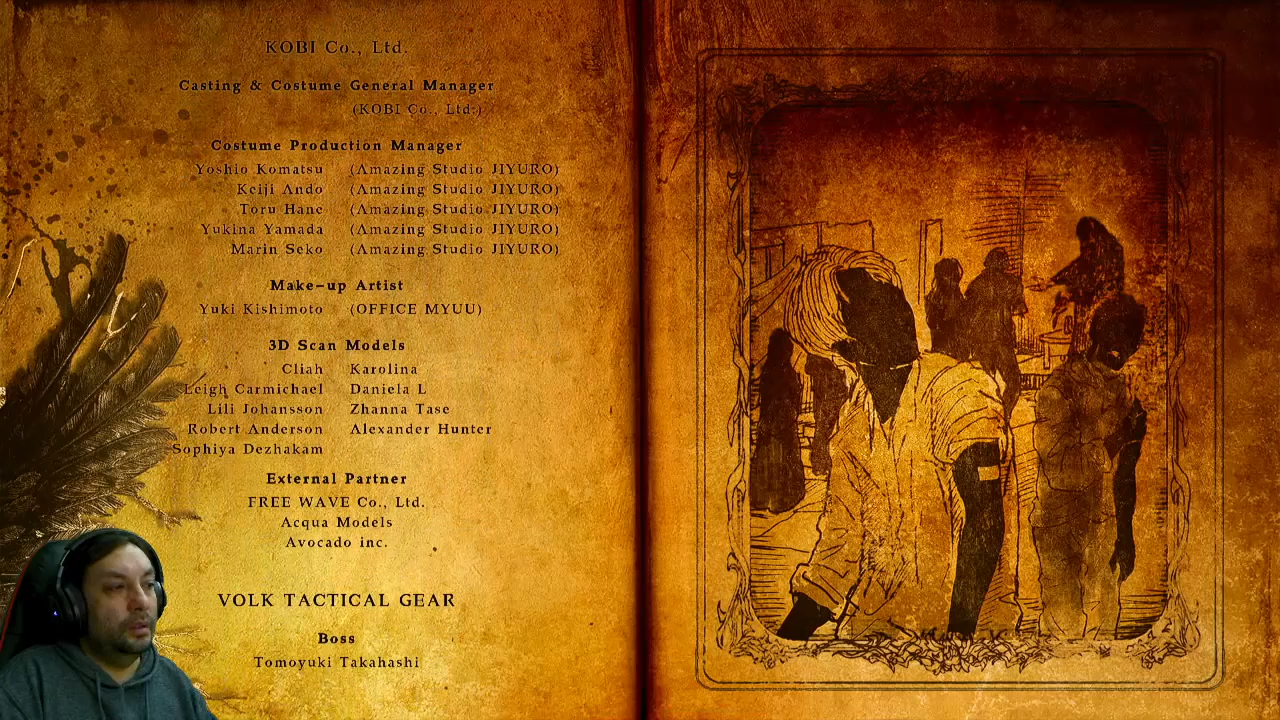 KOBI Co., Ltd.
Casting & Costume General Manager
(KOBI Co., Ltd.)
Costume Production Manager
Yoshio Komatsu (Amazing Studio JIYURO)
Keiji Ando (Amazing Studio JIYURO)
Toru Hane (Amazing Studio JIYURO)
Yukina Yamada (Amazing Studio JIYURO)
Marin Seko (Amazing Studio JIYURO)
Make-up Artist
Yuki Kishimoto (OFFICE MYUU)
3D Scan Models
Cliah Karolina
Leigh Carmichael Daniela L
Lili Johansson Zhanna Tase
Robert Anderson Alexander Hunter
Sophiya Dezhakam
External Partner
FREE WAVE Co., Ltd.
Acqua Models
Avocado inc.
VOLK TACTICAL GEAR
Boss
Tomoyuki Takahashi